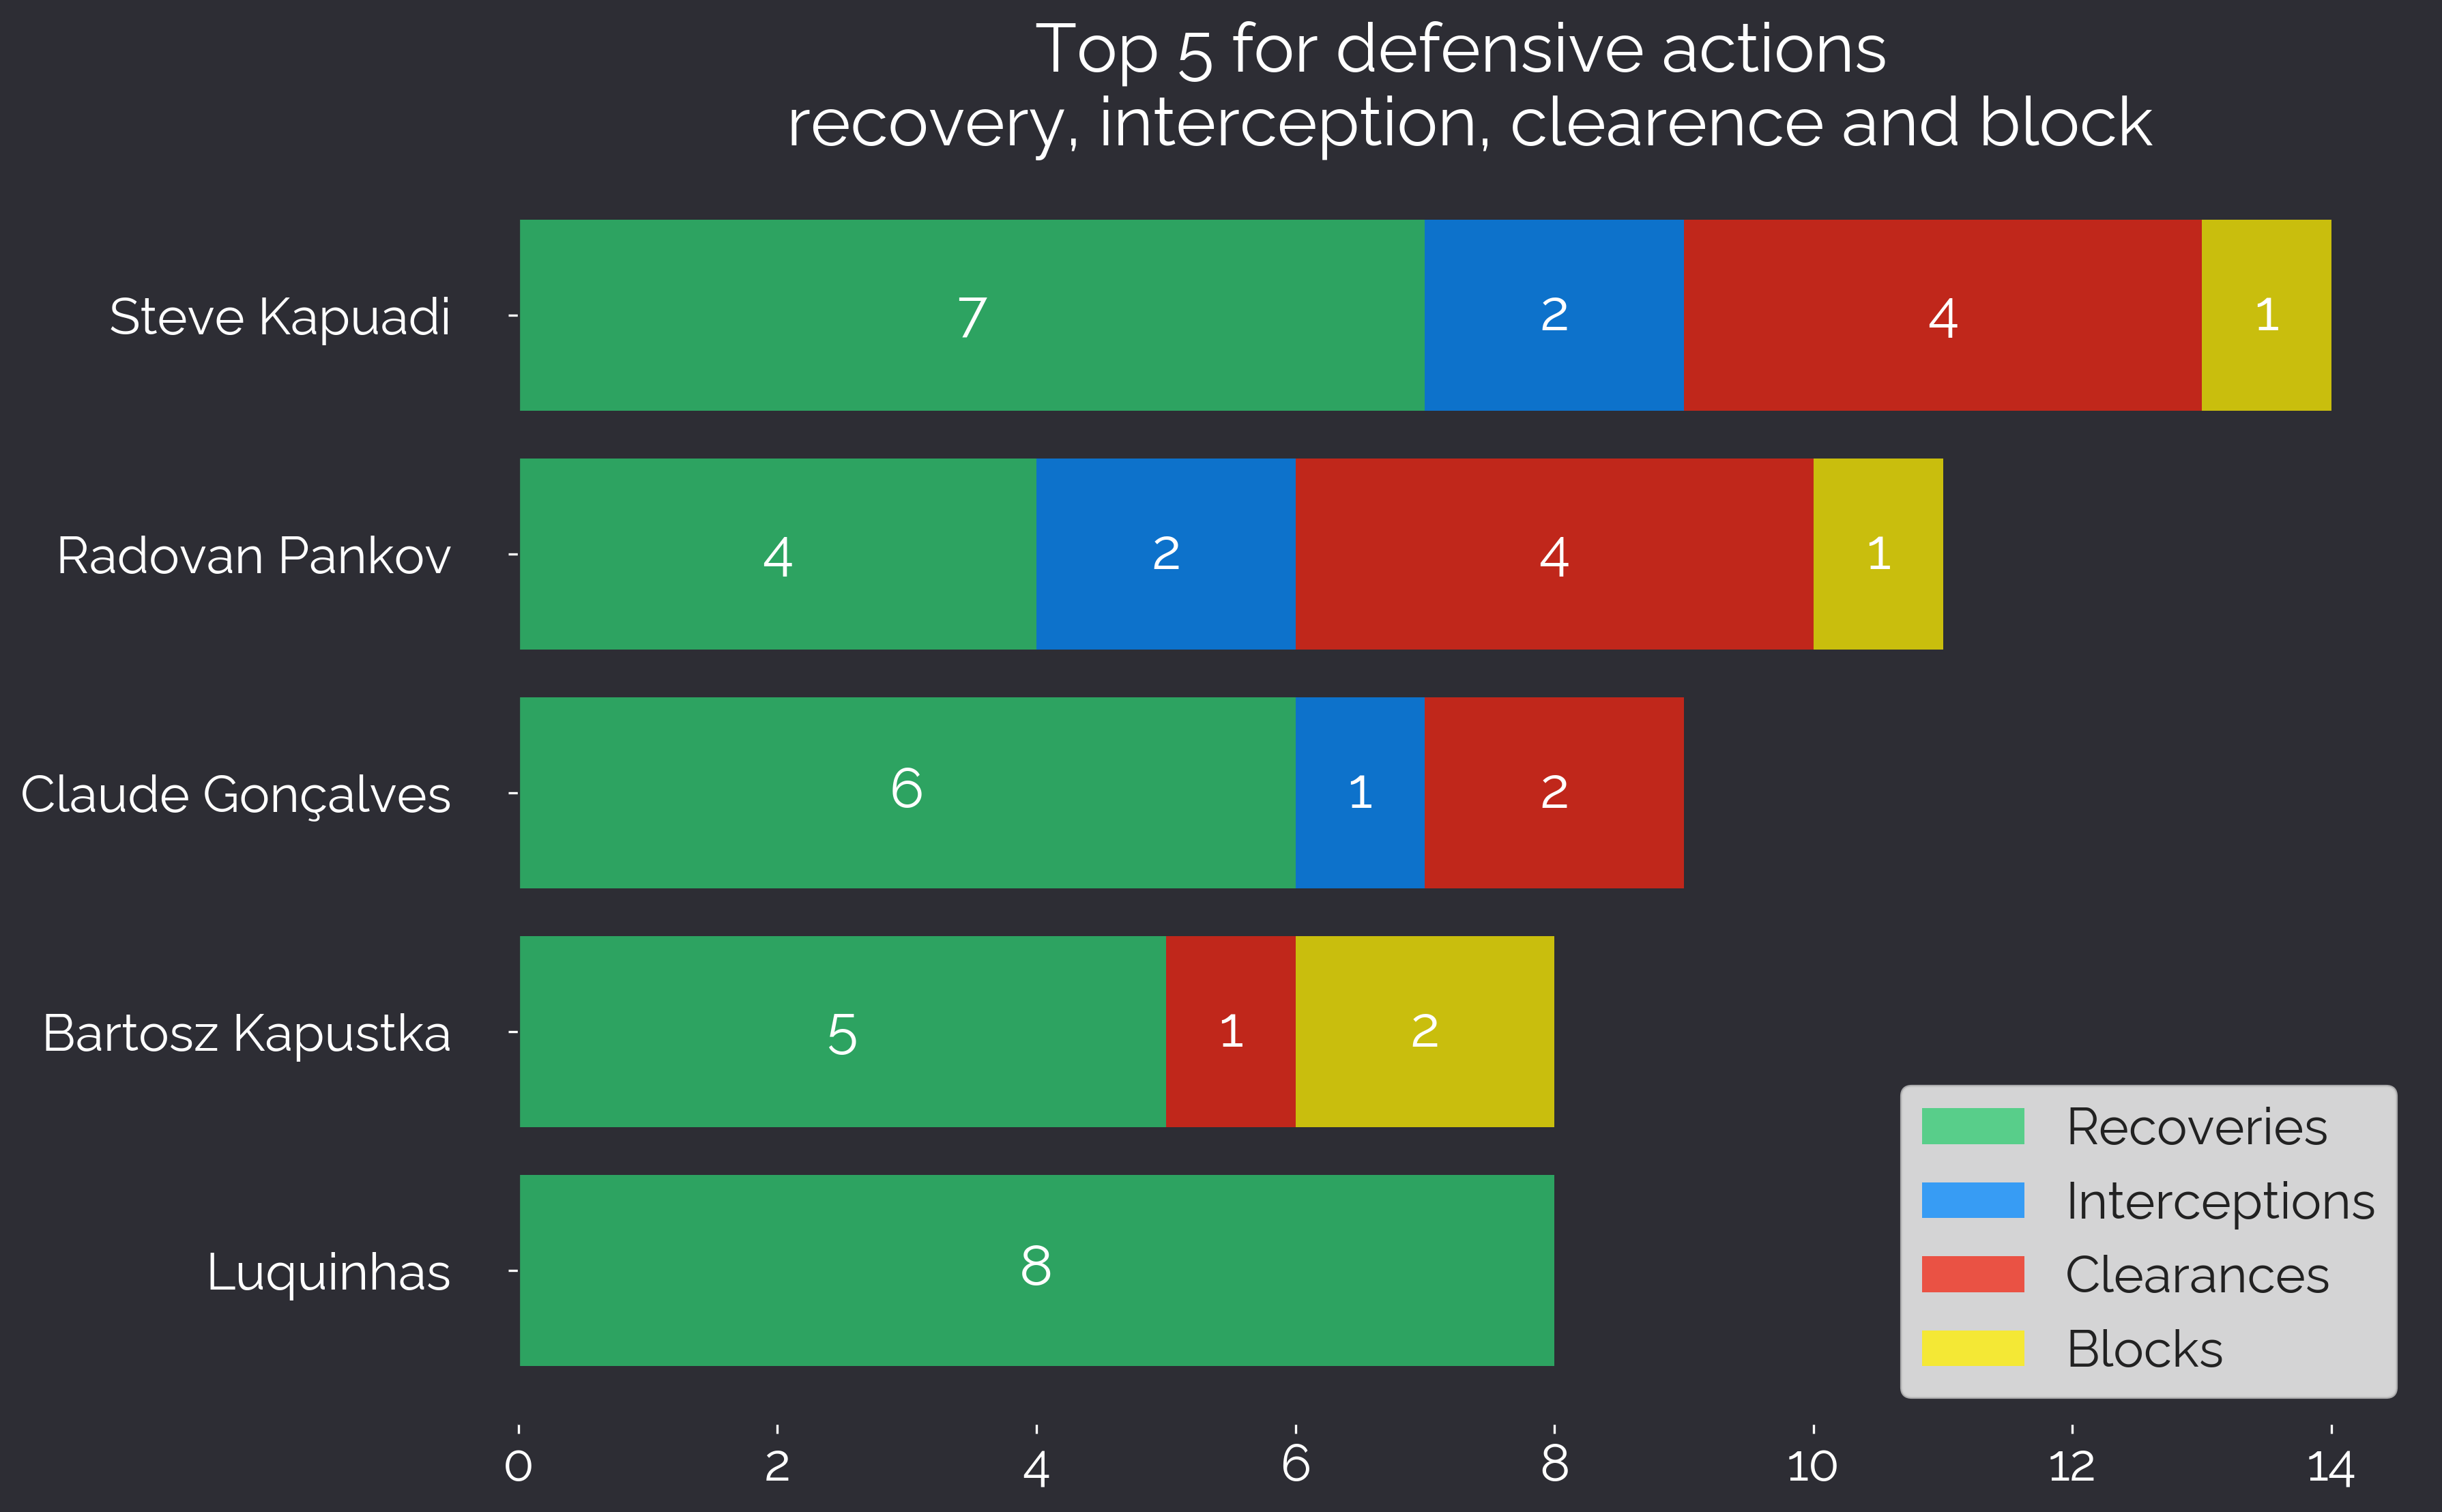 Top 5 for defensive actions
recovery, interception, clearence and block
Steve Kapuadi 7 2 4 1
Radovan Pankov 4 2 4 1
Claude Gonçalves 6 1 2
Bartosz Kapustka 5 1 2
Luquinhas 8
Recoveries
Interceptions
Clearances
Blocks
0 2 4 6 8 10 12 14